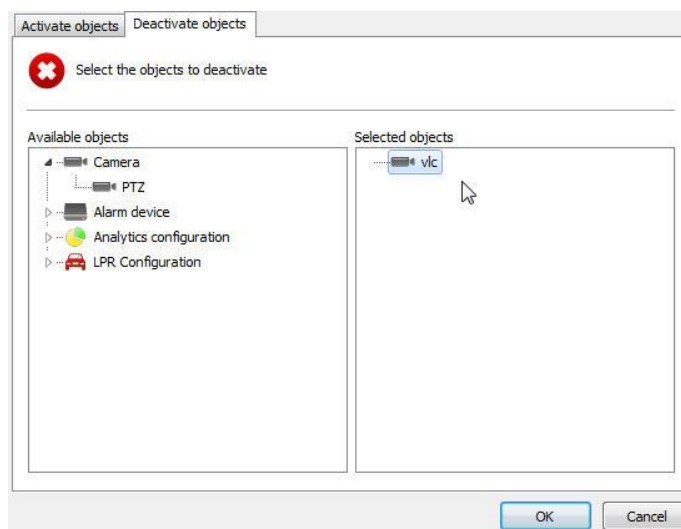 Activate objects
Deactivate objects
Select the objects to deactivate
Available objects
Selected objects
Camera
PTZ
Alarm device
Analytics configuration
LPR Configuration
vlc
OK
Cancel